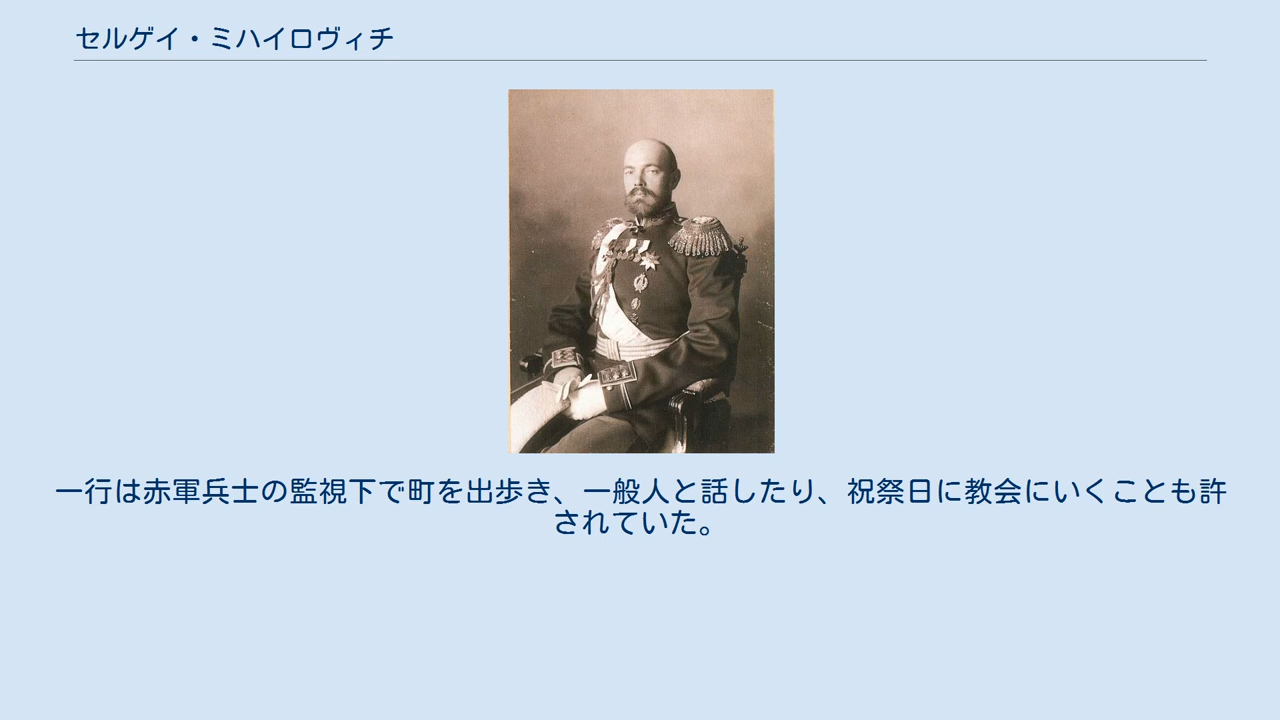 セルゲイ・ミハイロヴィチ
一行は赤軍兵士の監視下で町を出歩き、一般人と話したり、祝祭日に教会にいくことも許
されていた。